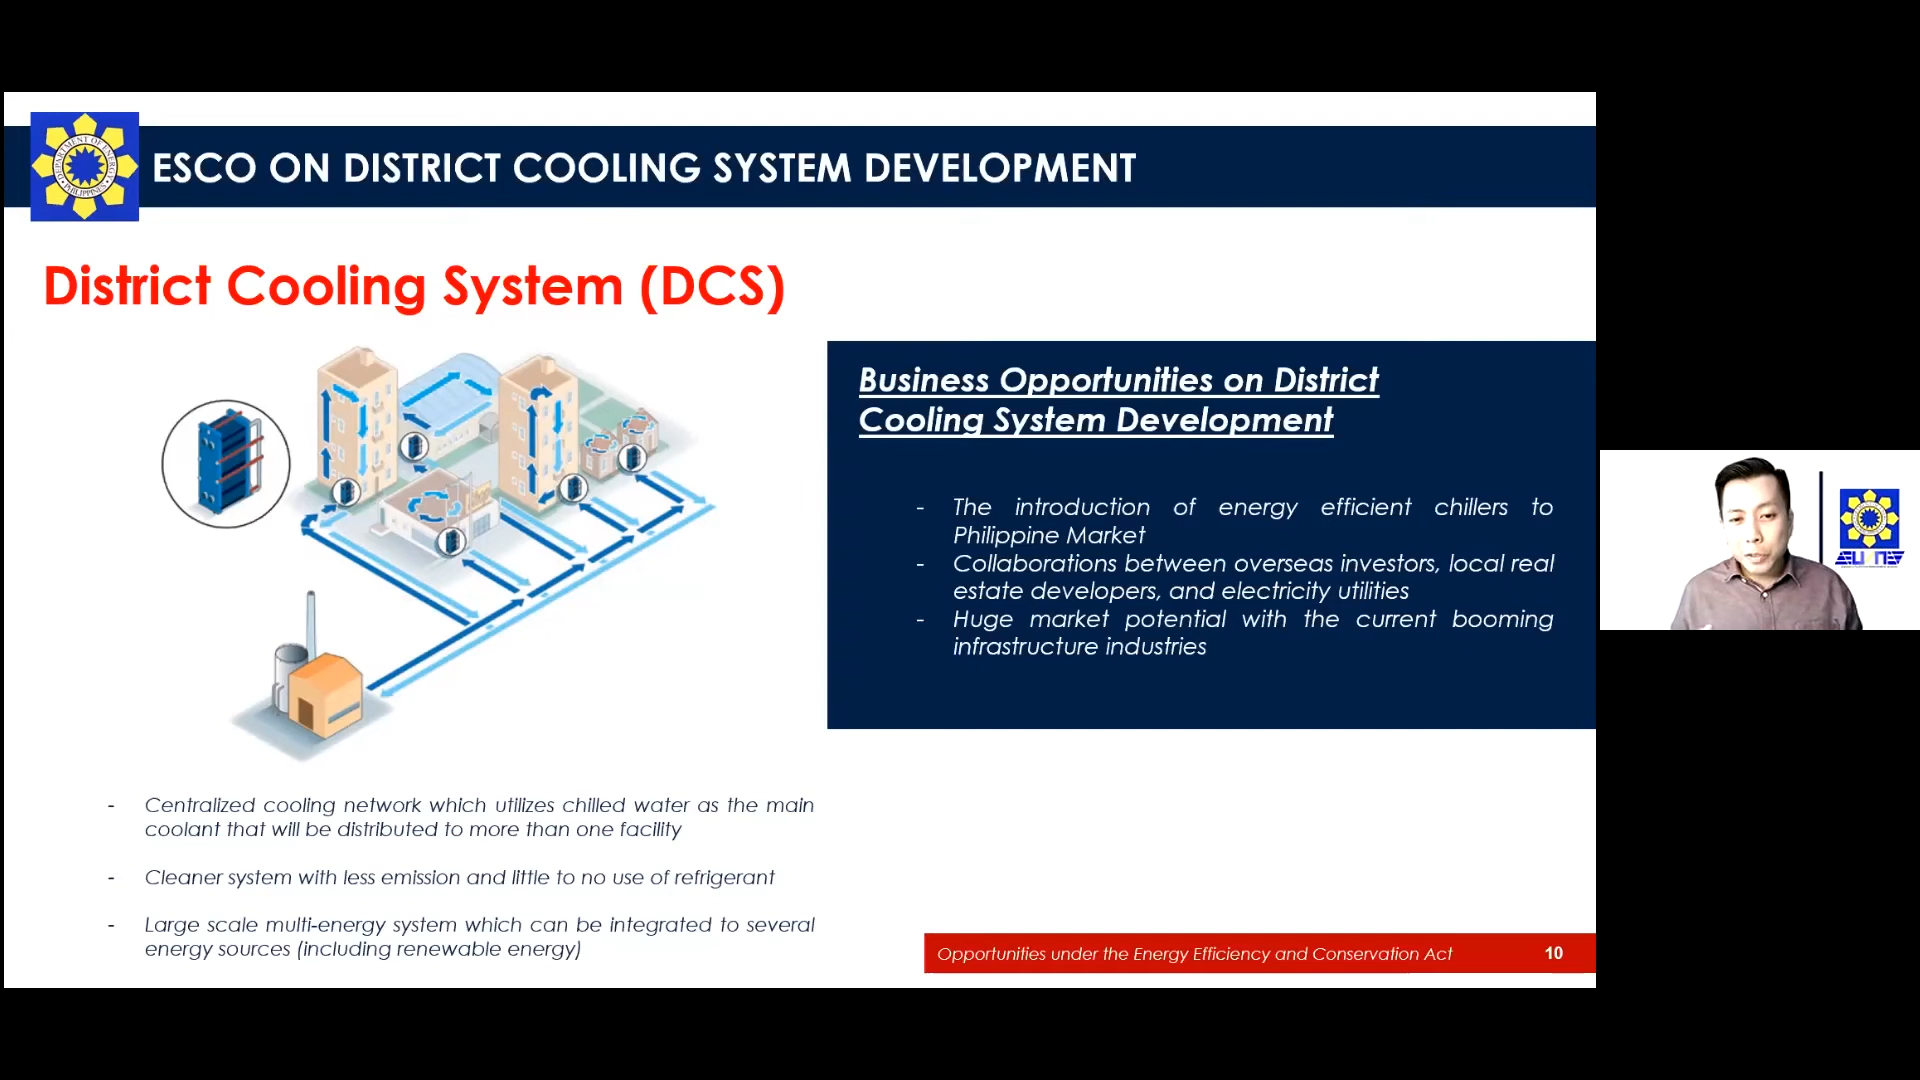 DEPARTMENT OF ENERGY
PHILIPPINES
ESCO ON DISTRICT COOLING SYSTEM DEVELOPMENT
District Cooling System (DCS)
Business Opportunities on District
Cooling System Development
- The introduction of energy efficient chillers to
Philippine Market
- Collaborations between overseas investors, local real
estate developers, and electricity utilities
- Huge market potential with the current booming
infrastructure industries
- Centralized cooling network which utilizes chilled water as the main
coolant that will be distributed to more than one facility
- Cleaner system with less emission and little to no use of refrigerant
- Large scale multi-energy system which can be integrated to several
energy sources (including renewable energy)
Opportunities under the Energy Efficiency and Conservation Act 10